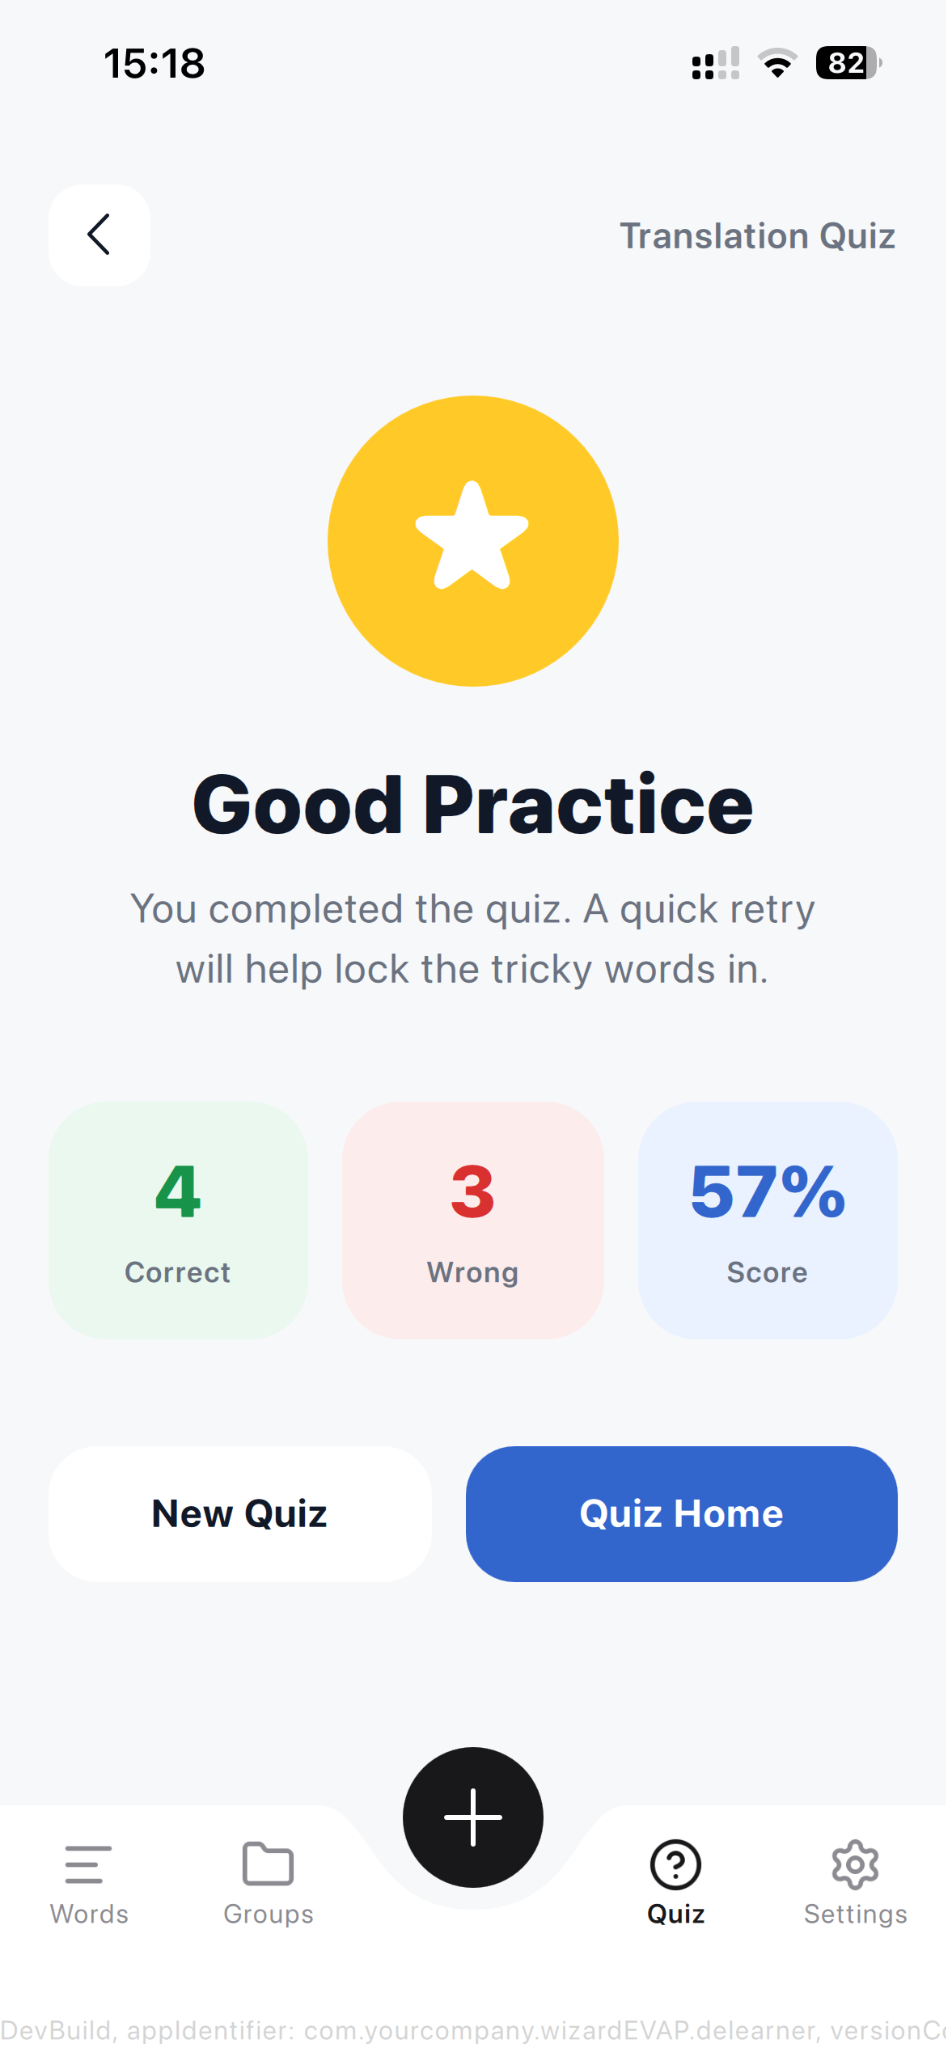 15:18
82
Translation Quiz
Good Practice
You completed the quiz. A quick retry
will help lock the tricky words in.
4
3
57%
Correct
Wrong
Score
New Quiz
Quiz Home
Words
Groups
Quiz
Settings
DevBuild, appIdentifier: com.yourcompany.wizardEVAP.delearner, versionCo